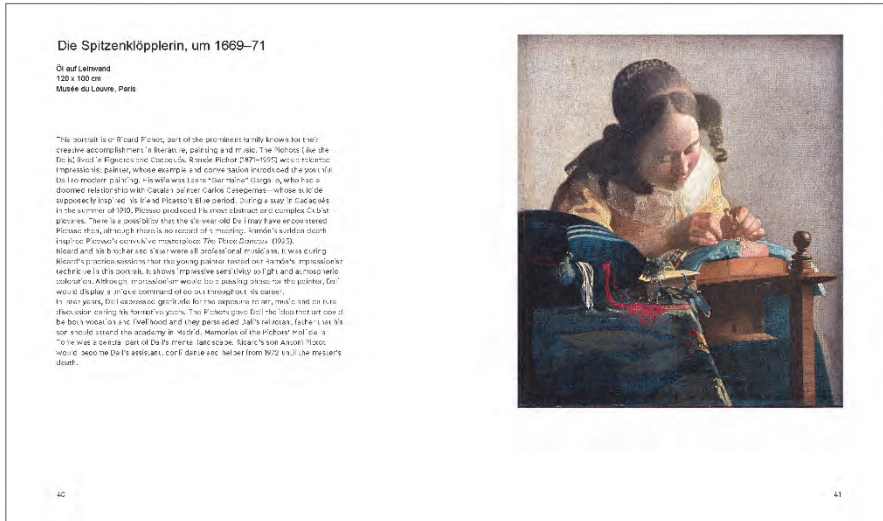 Die Spitzenklöpplerin, um 1669–71
Öl auf Leinwand
120 x 100 cm
Musée du Louvre, Paris
This portrait is of Ricard Pichot, part of the prominent family known for their
creative accomplishment in literature, painting and music. The Pichots (like the
Dalís) lived in Figueres and Cadaqués. Ramón Pichot (1871–1925) was a talented
Impressionist painter, whose example and conversation introduced the youthful
Dalí to modern painting. His wife was Laure "Germaine" Gargallo, who had a
doomed relationship with Catalan painter Carlos Casegemas—whose suicide
supposedly inspired his friend Picasso's Blue period. During a stay in Cadaqués
in the summer of 1910, Picasso produced his most abstract and complex Cubist
pictures. There is a possibility that the six-year-old Dalí may have encountered
Picasso then, although there is no record of a meeting. Ramón's sudden death
inspired Picasso's convulsive masterpiece The Three Dancers (1925).
Ricard and his brother and sister were all professional musicians. It was during
Ricard's practice sessions that the young painter tested out Ramón's Impressionist
technique in this portrait. It shows impressive sensitivity to light and atmospheric
coloration. Although Impressionism would be a passing phase for the painter, Dalí
would display a unique command of colour throughout his career.
In later years, Dalí expressed gratitude for the exposure to art, music and culture
discussion during his formative years. The Pichots gave Dalí the idea that art could
be both vocation and livelihood and they persuaded Dalí's reluctant father that his
son should attend the academy in Madrid. Memories of the Pichots' Molí de la
Torre was a central part of Dalí's mental landscape. Ricard's son Antoni Pitxot
would become Dalí's assistant, confidante and helper from 1972 until the master's
death.
40
41